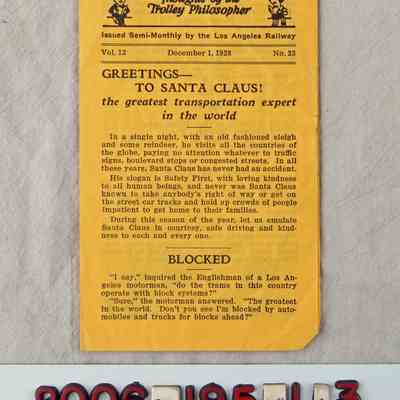 Thoughts by the
Trolley Philosopher
Issued Semi-Monthly by the Los Angeles Railway
Vol. 12 December 1, 1928 No. 23
GREETINGS—
TO SANTA CLAUS!
the greatest transportation expert
in the world
In a single night, with an old fashioned sleigh
and some reindeer, he visits all the countries of
the globe, paying no attention whatever to traffic
signs, boulevard stops or congested streets. In all
these years, Santa Claus has never had an accident.
His slogan is Safety First, with loving kindness
to all human beings, and never was Santa Claus
known to take anybody's right of way or get on
the street car tracks and hold up crowds of people
impatient to get home to their families.
During this season of the year, let us emulate
Santa Claus in courtesy, safe driving and kind-
ness to each and every one.
BLOCKED
"I say," inquired the Englishman of a Los An-
geles motorman, "do the trams in this country
operate with block systems?"
"Sure," the motorman answered. "The greatest
in the world. Don't you see I'm blocked by auto-
mobiles and trucks for blocks ahead?"
2006-195-1.1.3